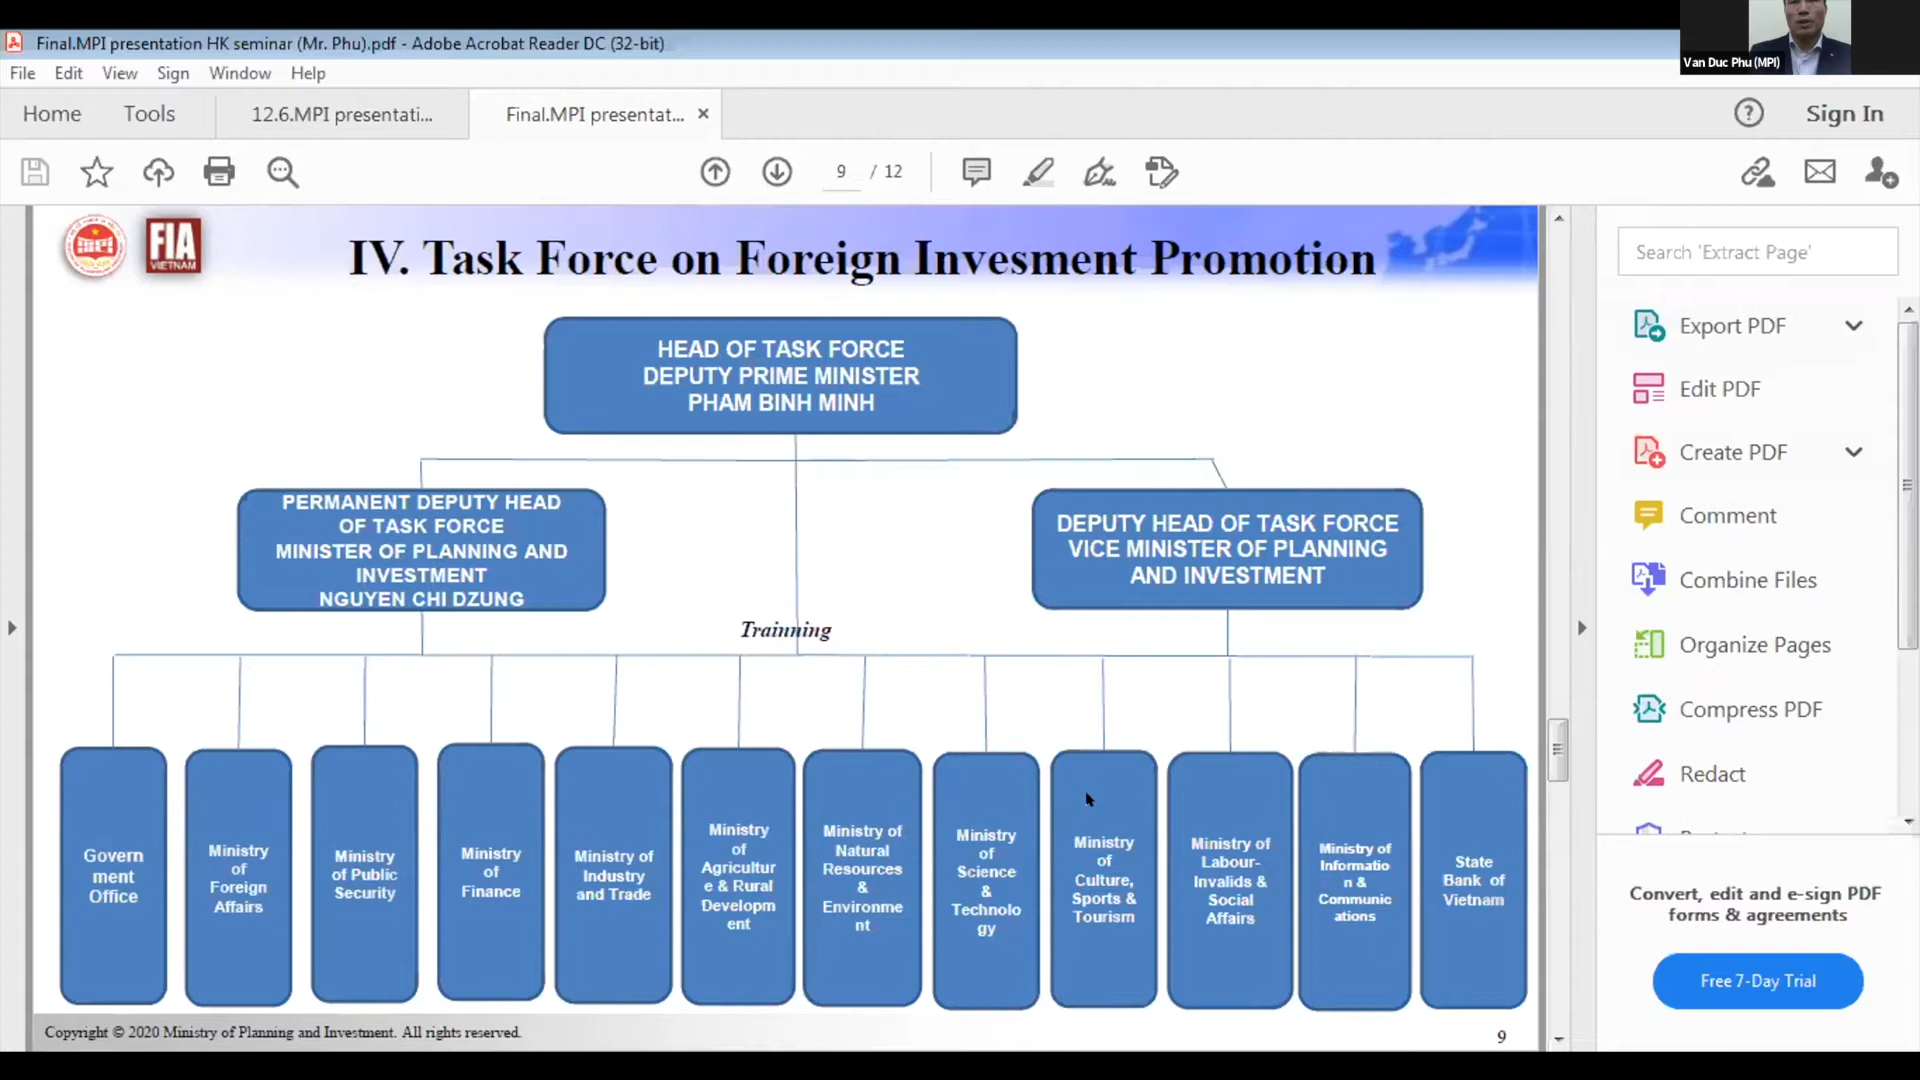 Final.MPI presentation HK seminar (Mr. Phu).pdf - Adobe Acrobat Reader DC (32-bit)
Van Duc Phu (MPI)
File Edit View Sign Window Help
Home Tools 12.6.MPI presentati... Final.MPI presentat... Sign In
9 / 12
FIA
VIETNAM
IV. Task Force on Foreign Invesment Promotion
HEAD OF TASK FORCE
DEPUTY PRIME MINISTER
PHAM BINH MINH
PERMANENT DEPUTY HEAD
OF TASK FORCE
MINISTER OF PLANNING AND
INVESTMENT
NGUYEN CHI DZUNG
DEPUTY HEAD OF TASK FORCE
VICE MINISTER OF PLANNING
AND INVESTMENT
Trainning
Govern
ment
Office
Ministry
of
Foreign
Affairs
Ministry
of Public
Security
Ministry
of
Finance
Ministry of
Industry
and Trade
Ministry
of
Agricultur
e & Rural
Developm
ent
Ministry of
Natural
Resources
&
Environme
nt
Ministry
of
Science
&
Technolo
gy
Ministry
of
Culture,
Sports &
Tourism
Ministry of
Labour-
Invalids &
Social
Affairs
Ministry of
Informatio
n &
Communic
ations
State
Bank of
Vietnam
Copyright © 2020 Ministry of Planning and Investment. All rights reserved.
9
Search 'Extract Page'
Export PDF
Edit PDF
Create PDF
Comment
Combine Files
Organize Pages
Compress PDF
Redact
Convert, edit and e-sign PDF
forms & agreements
Free 7-Day Trial